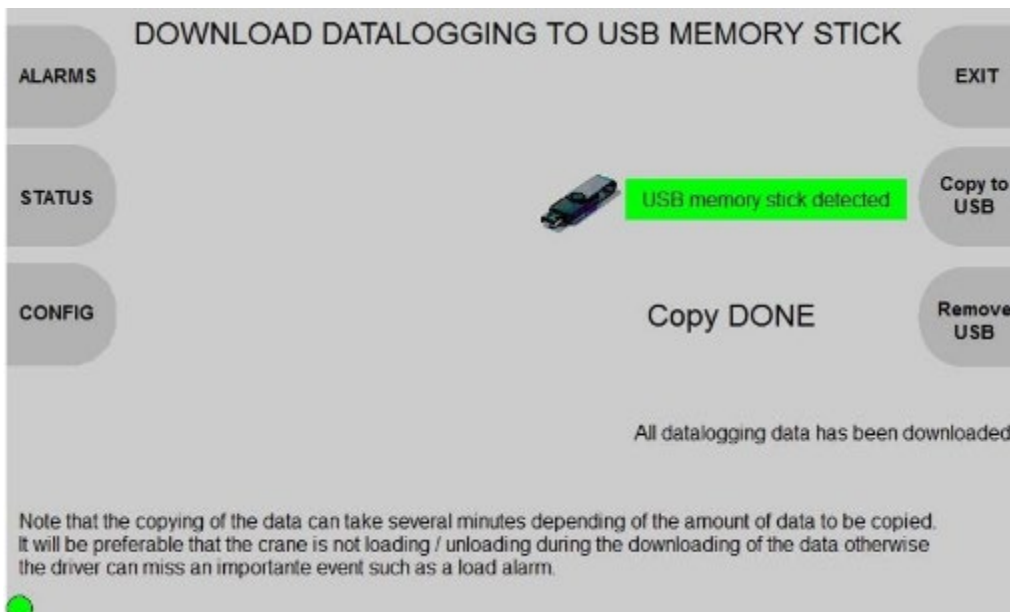 DOWNLOAD DATALOGGING TO USB MEMORY STICK
ALARMS
EXIT
STATUS
USB memory stick detected
Copy to
USB
CONFIG
Copy DONE
Remove
USB
All datalogging data has been downloaded
Note that the copying of the data can take several minutes depending of the amount of data to be copied.
It will be preferable that the crane is not loading / unloading during the downloading of the data otherwise
the driver can miss an importante event such as a load alarm.